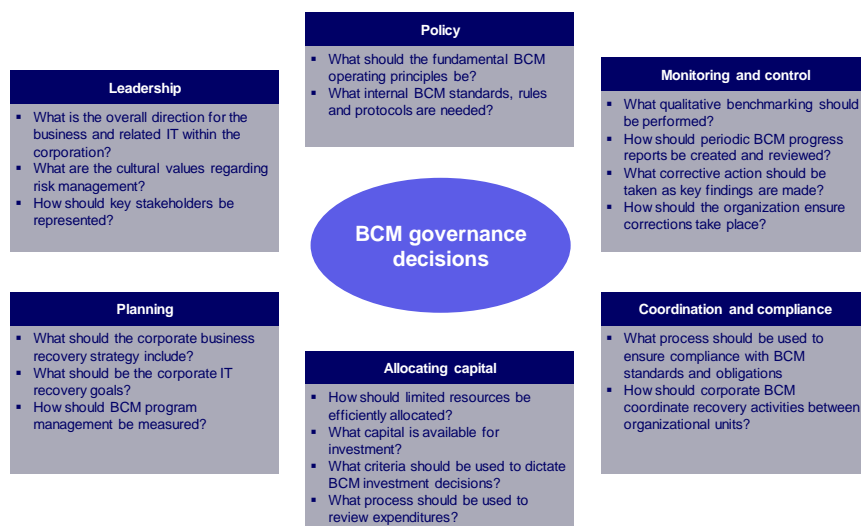 Policy
▪ What should the fundamental BCM
operating principles be?
▪ What internal BCM standards, rules
and protocols are needed?
Leadership
▪ What is the overall direction for the
business and related IT within the
corporation?
▪ What are the cultural values regarding
risk management?
▪ How should key stakeholders be
represented?
Monitoring and control
▪ What qualitative benchmarking should
be performed?
▪ How should periodic BCM progress
reports be created and reviewed?
▪ What corrective action should be
taken as key findings are made?
▪ How should the organization ensure
corrections take place?
BCM governance
decisions
Planning
▪ What should the corporate business
recovery strategy include?
▪ What should be the corporate IT
recovery goals?
▪ How should BCM program
management be measured?
Allocating capital
▪ How should limited resources be
efficiently allocated?
▪ What capital is available for
investment?
▪ What criteria should be used to dictate
BCM investment decisions?
▪ What process should be used to
review expenditures?
Coordination and compliance
▪ What process should be used to
ensure compliance with BCM
standards and obligations
▪ How should corporate BCM
coordinate recovery activities between
organizational units?